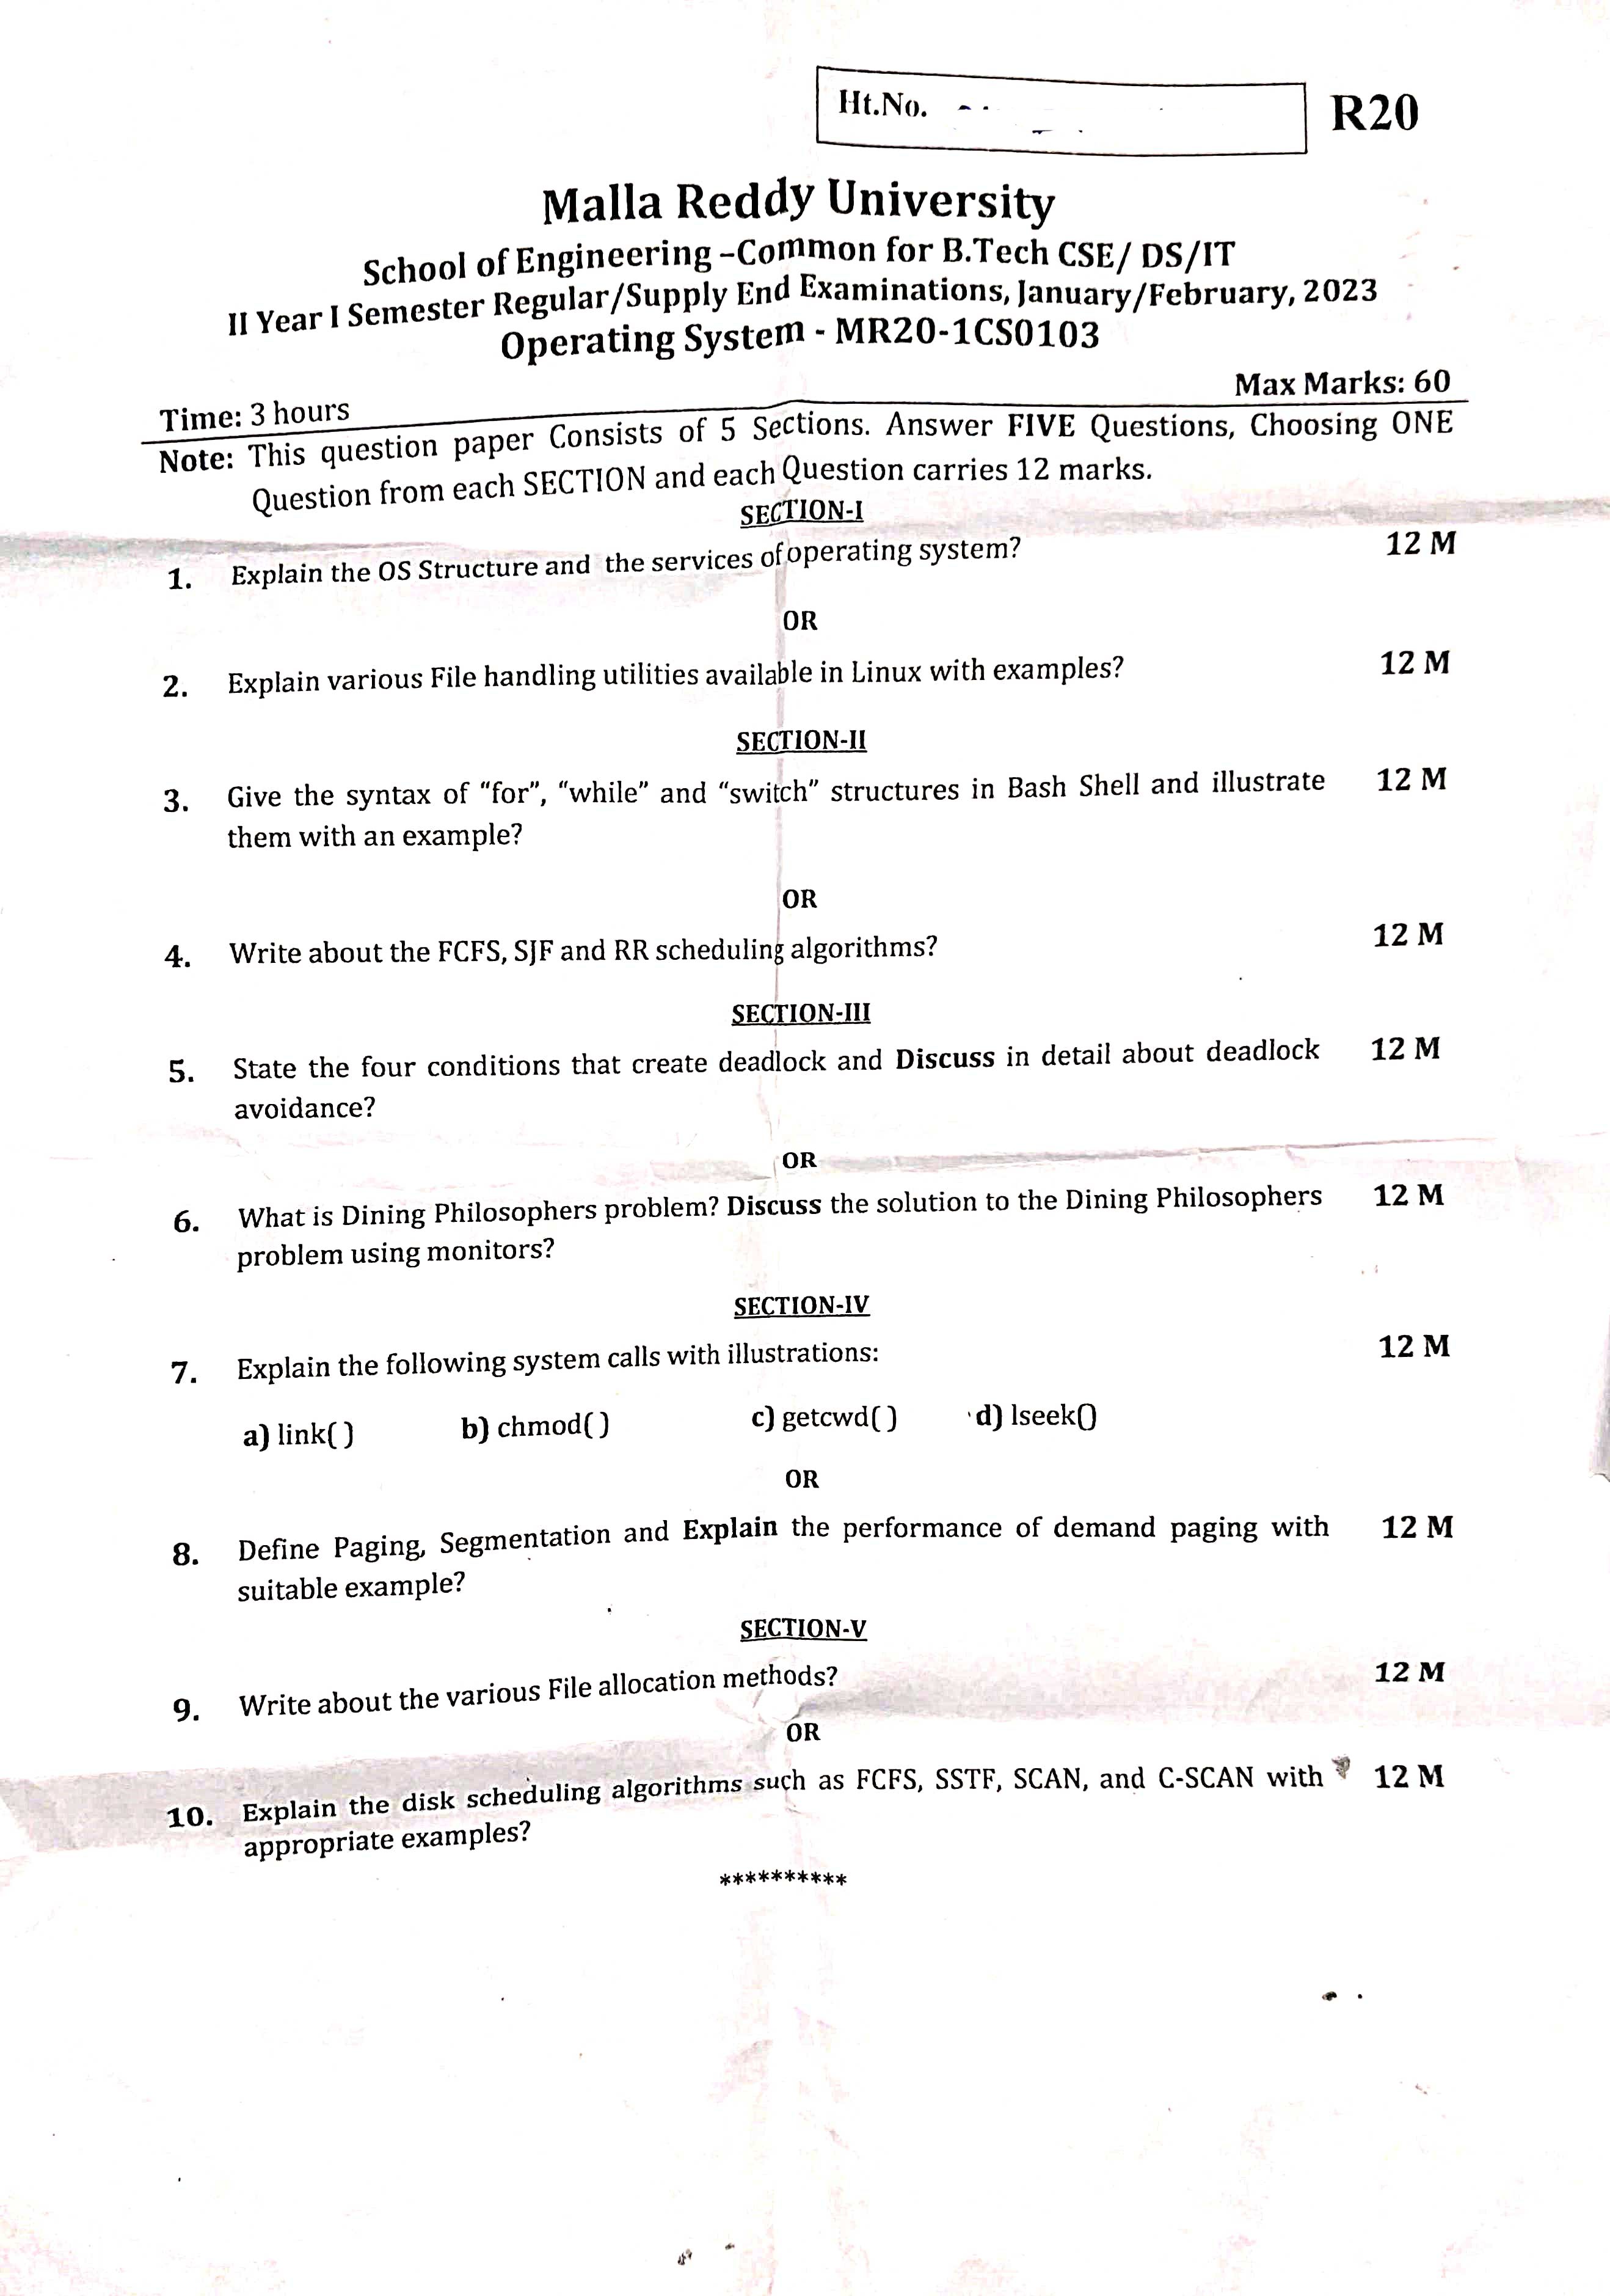 Ht.No.
R20
Malla Reddy University
School of Engineering –Common for B.Tech CSE/ DS/IT
II Year I Semester Regular/Supply End Examinations, January/February, 2023
Operating System - MR20-1CS0103
Time: 3 hours Max Marks: 60
Note: This question paper Consists of 5 Sections. Answer FIVE Questions, Choosing ONE
Question from each SECTION and each Question carries 12 marks.
SECTION-I
1. Explain the OS Structure and the services of operating system? 12 M
OR
2. Explain various File handling utilities available in Linux with examples? 12 M
SECTION-II
3. Give the syntax of “for”, “while” and “switch” structures in Bash Shell and illustrate 12 M
them with an example?
OR
4. Write about the FCFS, SJF and RR scheduling algorithms? 12 M
SECTION-III
5. State the four conditions that create deadlock and Discuss in detail about deadlock 12 M
avoidance?
OR
6. What is Dining Philosophers problem? Discuss the solution to the Dining Philosophers 12 M
problem using monitors?
SECTION-IV
7. Explain the following system calls with illustrations: 12 M
a) link( ) b) chmod( ) c) getcwd( ) d) lseek()
OR
8. Define Paging, Segmentation and Explain the performance of demand paging with 12 M
suitable example?
SECTION-V
9. Write about the various File allocation methods? 12 M
OR
10. Explain the disk scheduling algorithms such as FCFS, SSTF, SCAN, and C-SCAN with 12 M
appropriate examples?
**********